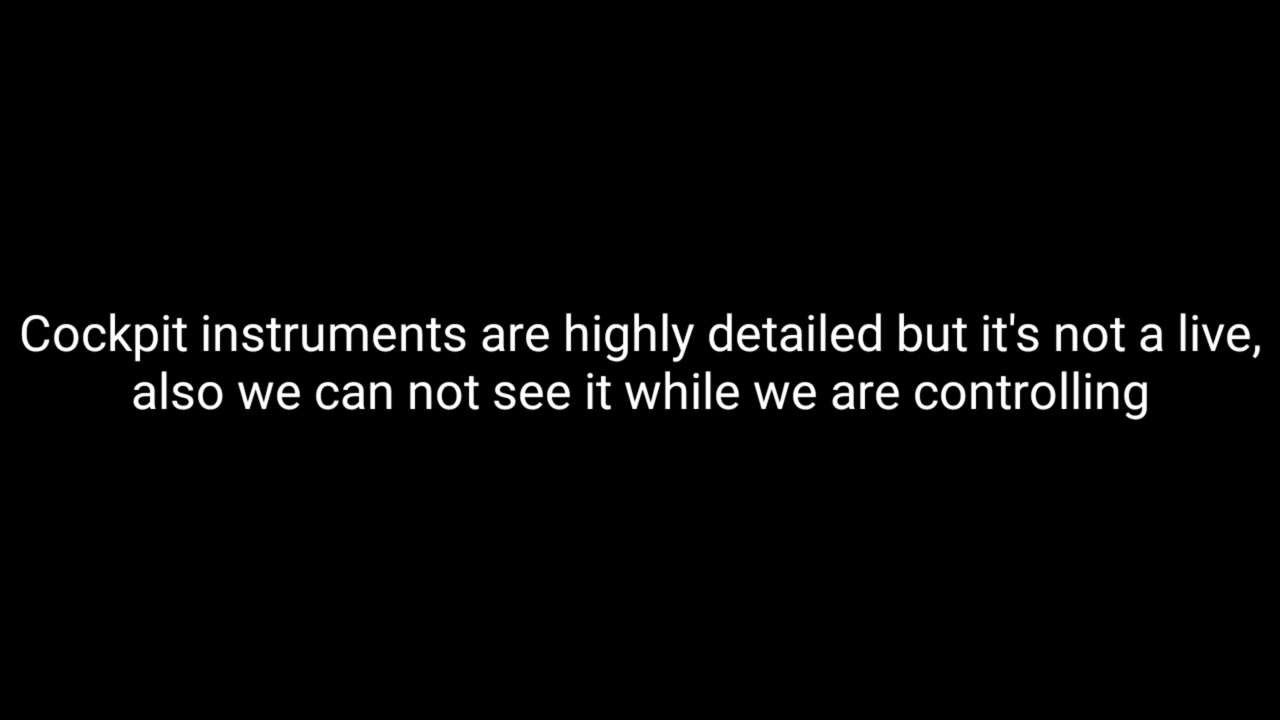 Cockpit instruments are highly detailed but it's not a live,
also we can not see it while we are controlling